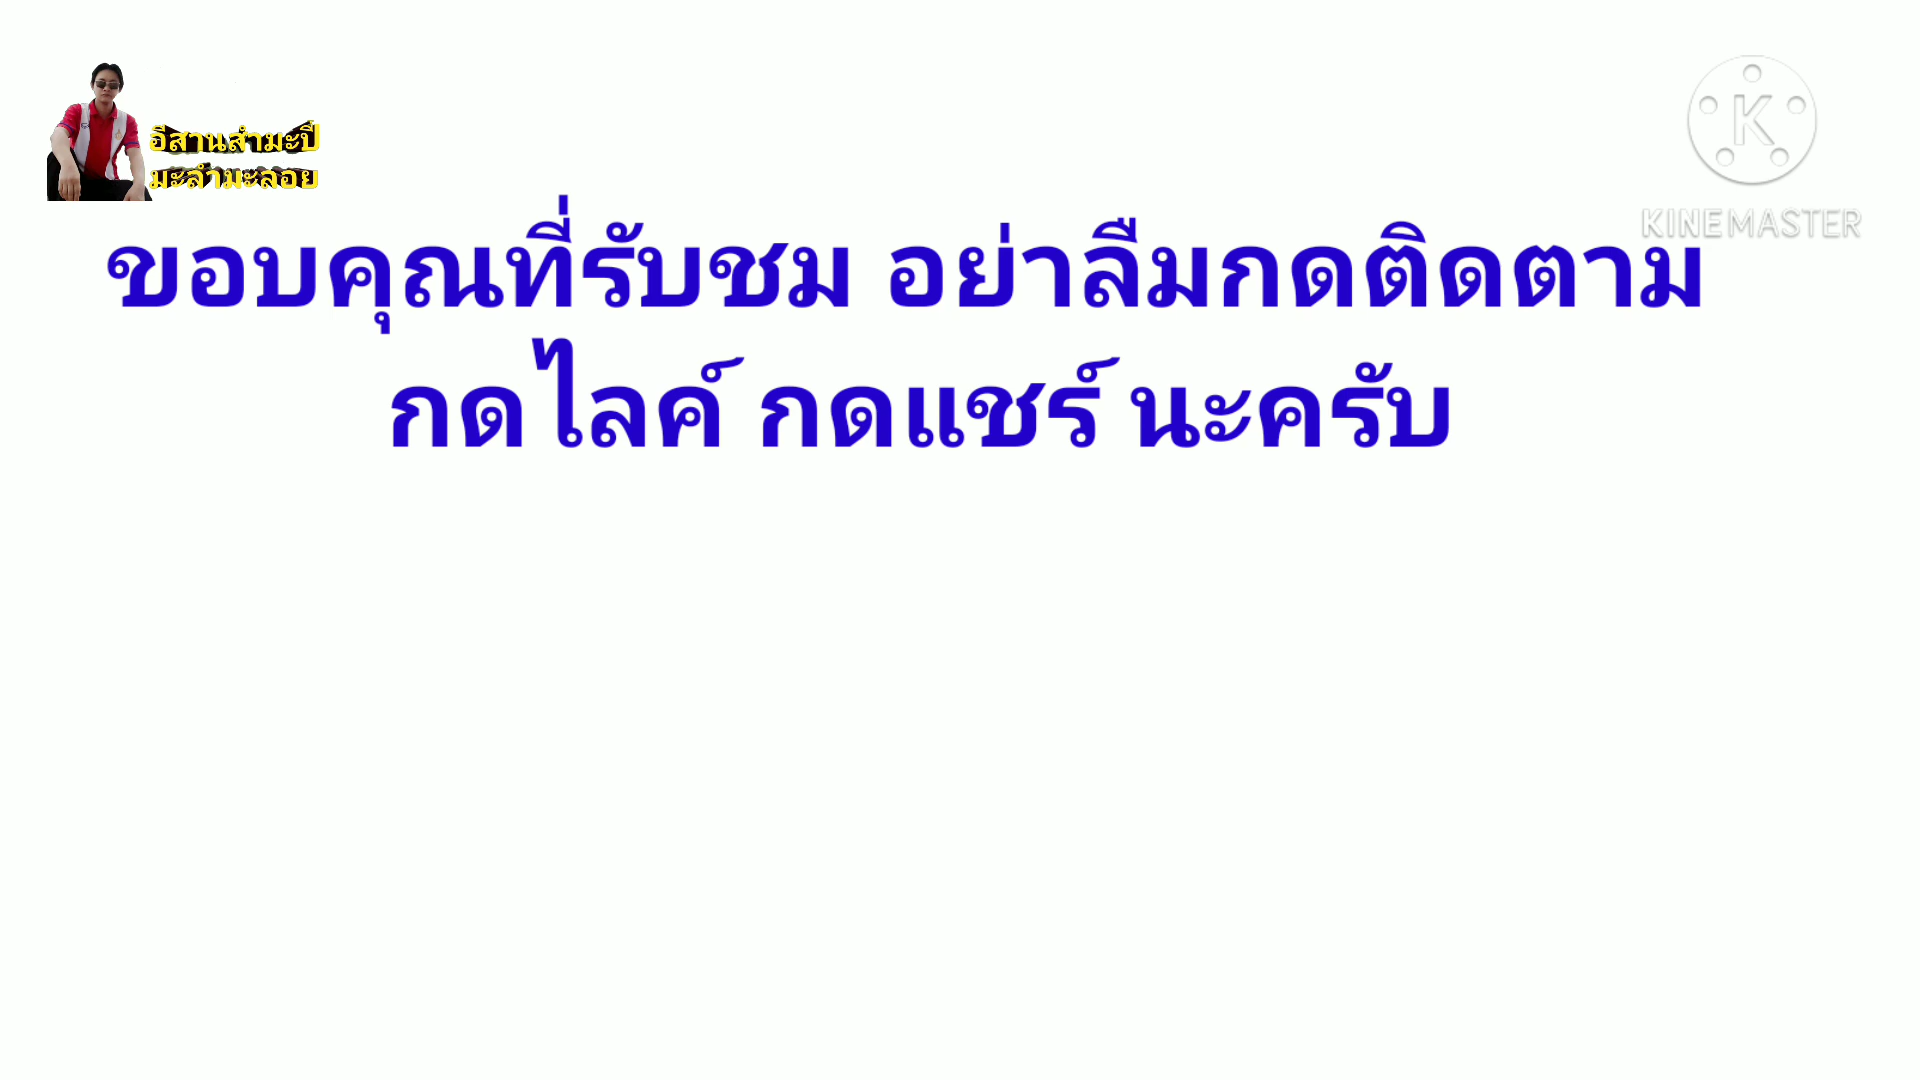 อีสานสำมะปี๋
มะลำมะลอย
KINEMASTER
ขอบคุณที่รับชม อย่าลืมกดติดตาม
กดไลค์ กดแชร์ นะครับ